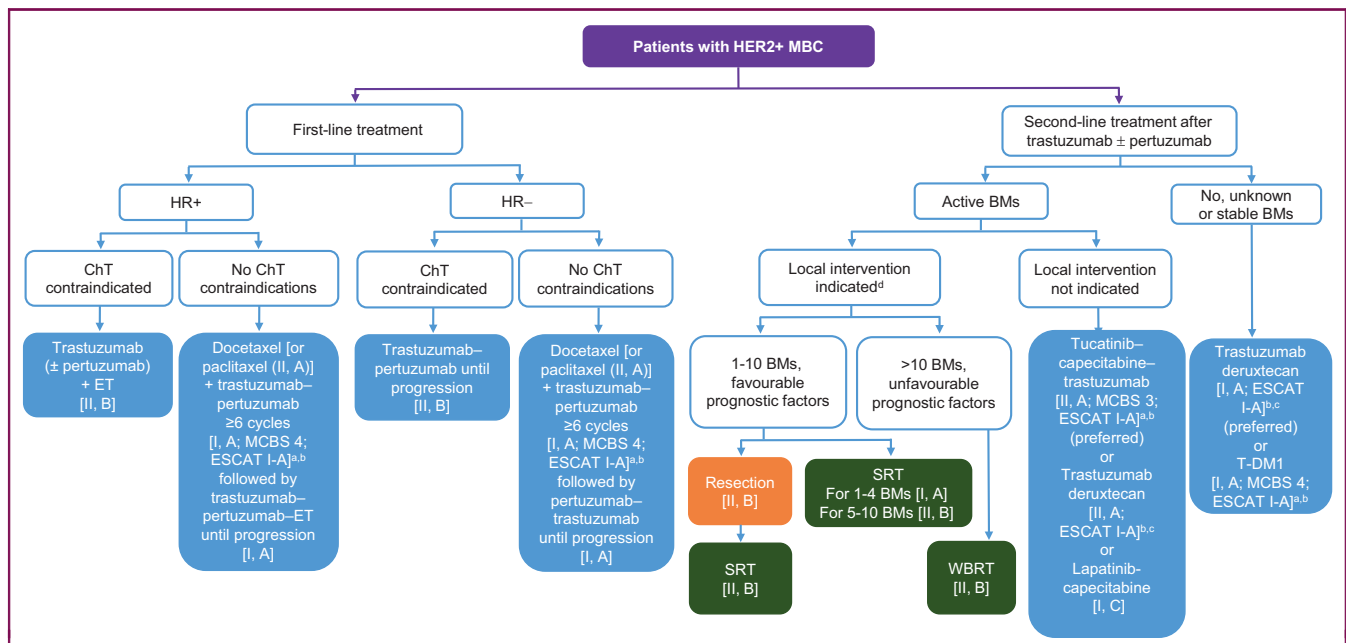 Patients with HER2+ MBC
First-line treatment
Second-line treatment after
trastuzumab ± pertuzumab
HR+
HR–
Active BMs
No, unknown
or stable BMs
ChT
contraindicated
No ChT
contraindications
ChT
contraindicated
No ChT
contraindications
Local intervention
indicatedᵈ
Local intervention
not indicated
Trastuzumab
(± pertuzumab)
+ ET
[II, B]
Docetaxel [or
paclitaxel (II, A)]
+ trastuzumab–
pertuzumab
≥6 cycles
[I, A; MCBS 4;
ESCAT I-A]ᵃ,ᵇ
followed by
trastuzumab–
pertuzumab–ET
until progression
[I, A]
Trastuzumab–
pertuzumab until
progression
[II, B]
Docetaxel [or
paclitaxel (II, A)]
+ trastuzumab–
pertuzumab
≥6 cycles
[I, A; MCBS 4;
ESCAT I-A]ᵃ,ᵇ
followed by
pertuzumab–
trastuzumab
until progression
[I, A]
1-10 BMs,
favourable
prognostic factors
>10 BMs,
unfavourable
prognostic factors
Resection
[II, B]
SRT
For 1-4 BMs [I, A]
For 5-10 BMs [II, B]
SRT
[II, B]
WBRT
[II, B]
Tucatinib–
capecitabine–
trastuzumab
[II, A; MCBS 3;
ESCAT I-A]ᵃ,ᵇ
(preferred)
or
Trastuzumab
deruxtecan
[II, A;
ESCAT I-A]ᵇ,ᶜ
or
Lapatinib-
capecitabine
[I, C]
Trastuzumab
deruxtecan
[I, A; ESCAT
I-A]ᵇ,ᶜ
(preferred)
or
T-DM1
[I, A; MCBS 4;
ESCAT I-A]ᵃ,ᵇ